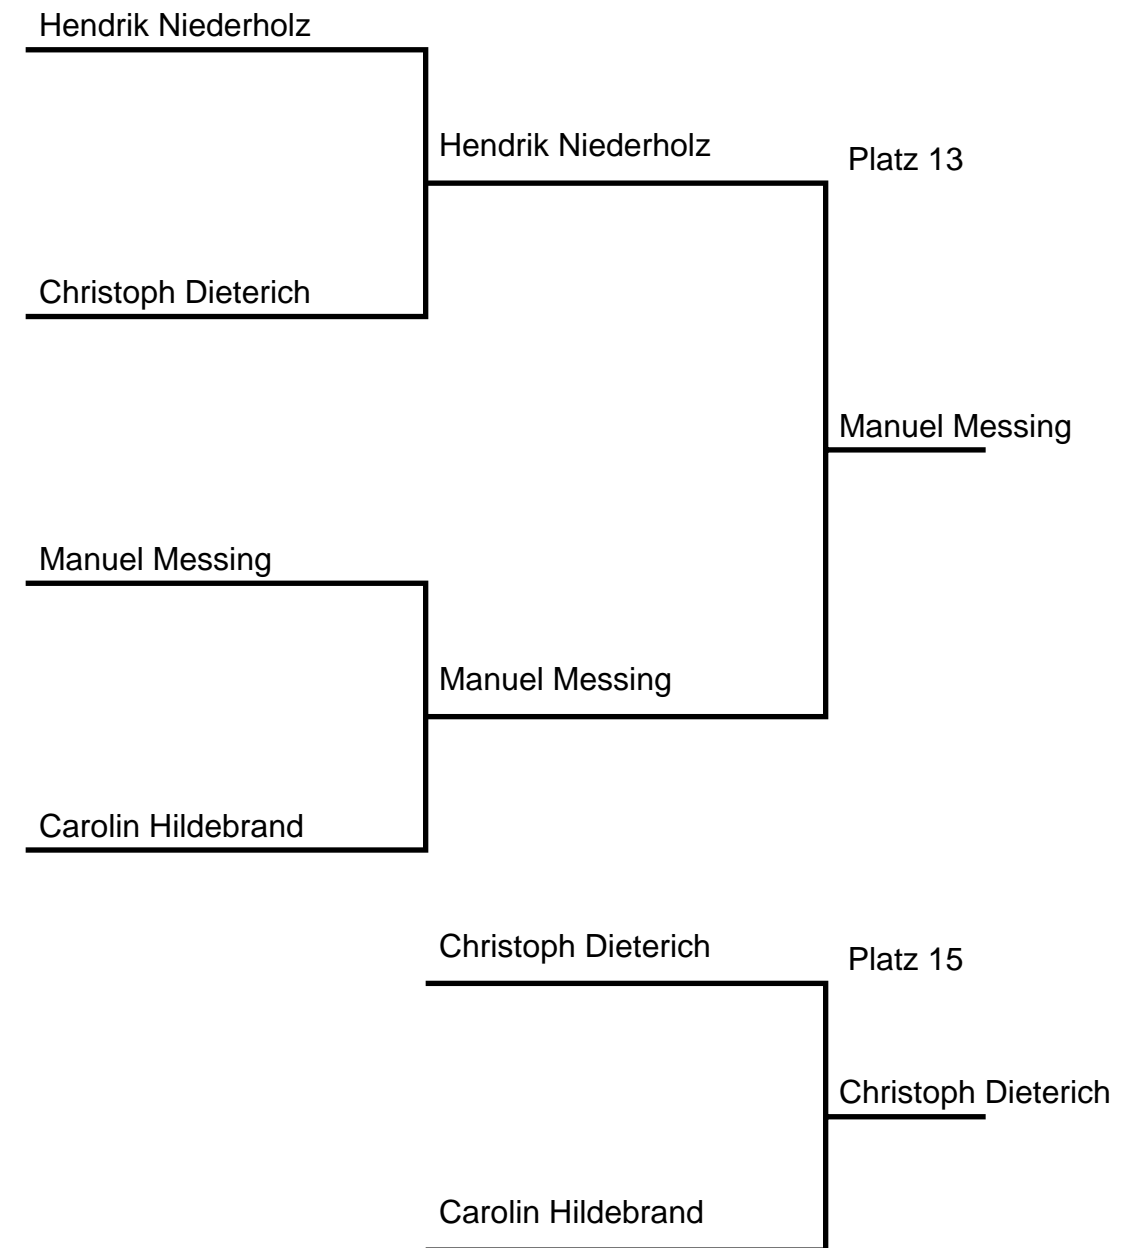 Hendrik Niederholz
Hendrik Niederholz
Platz 13
Christoph Dieterich
Manuel Messing
Manuel Messing
Manuel Messing
Carolin Hildebrand
Christoph Dieterich
Platz 15
Christoph Dieterich
Carolin Hildebrand